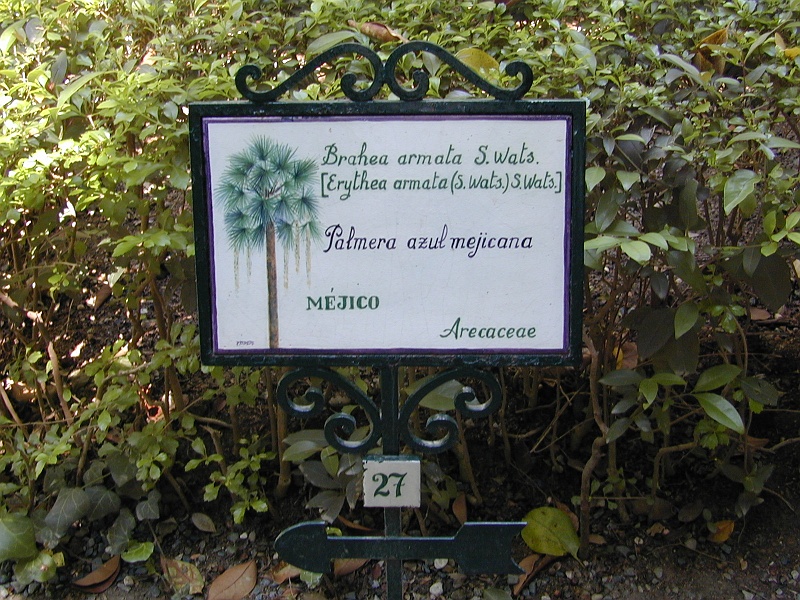 Brahea armata S. Wats.
[Erythea armata (S. Wats.) S. Wats.]
Palmera azul mejicana
MÉJICO
Arecaceae
27